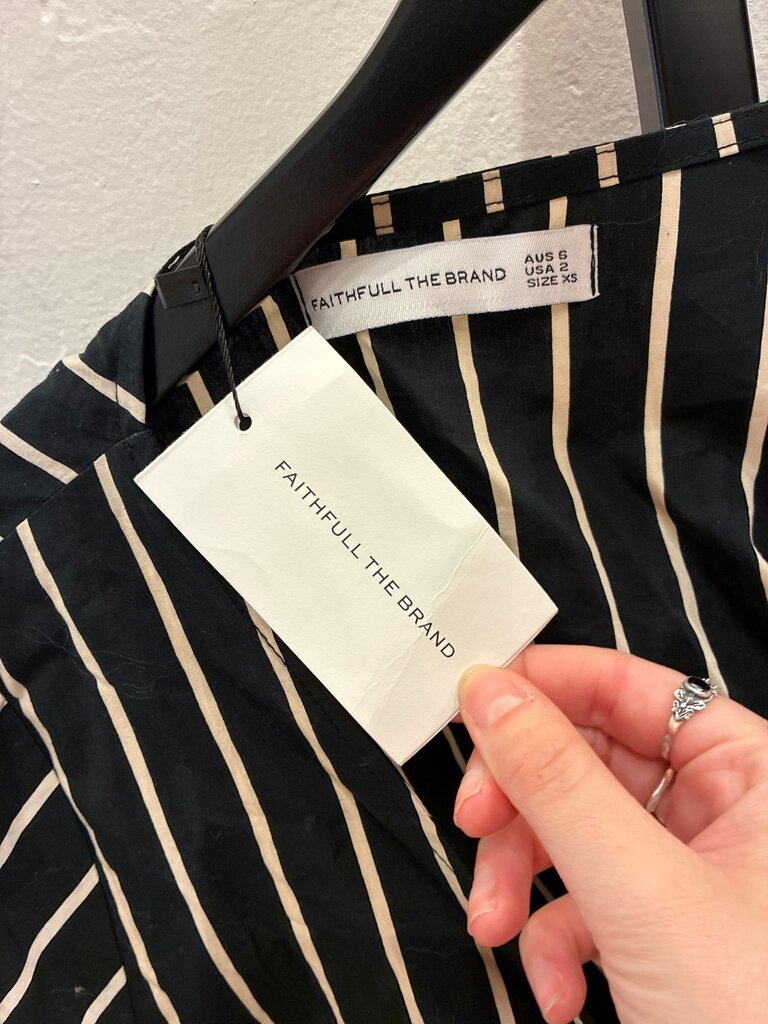 FAITHFULL THE BRAND
AUS 6
USA 2
SIZE XS
FAITHFULL THE BRAND